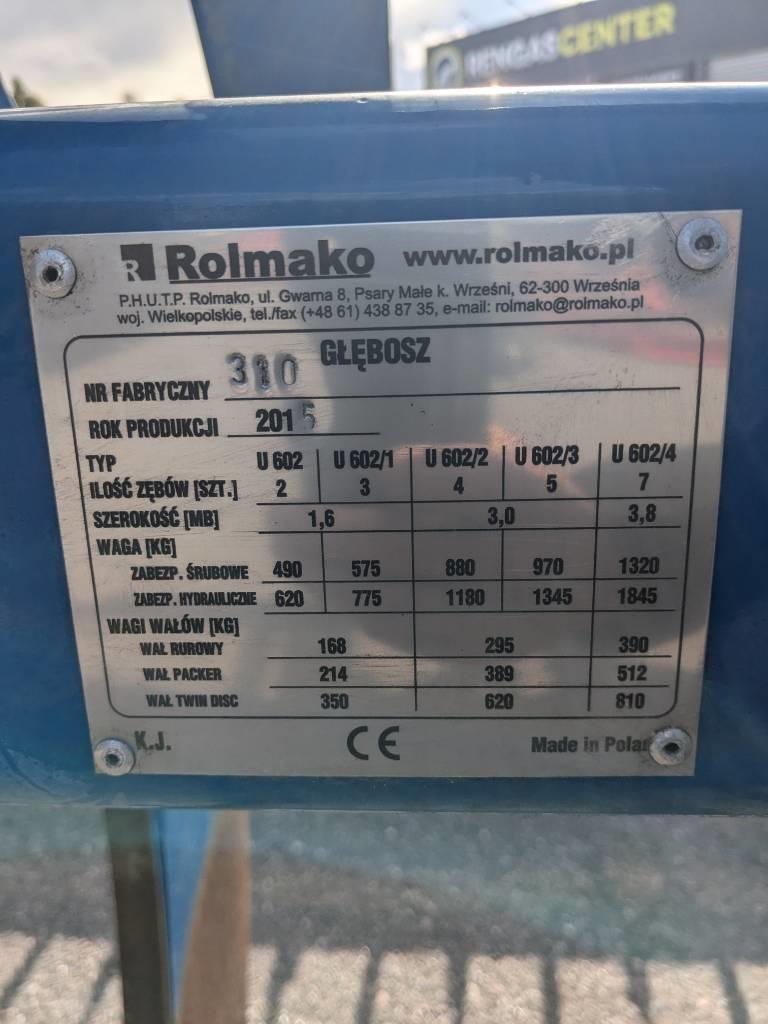 RENGASCENTER
R Rolmako www.rolmako.pl
P.H.U.T.P. Rolmako, ul. Gwarna 8, Psary Małe k. Wrześni, 62-300 Września
woj. Wielkopolskie, tel./fax (+48 61) 438 87 35, e-mail: rolmako@rolmako.pl
GŁĘBOSZ
NR FABRYCZNY 310
ROK PRODUKCJI 2015
TYP U 602 U 602/1 U 602/2 U 602/3 U 602/4
ILOŚĆ ZĘBÓW [SZT.] 2 3 4 5 7
SZEROKOŚĆ [MB] 1,6 3,0 3,8
WAGA [KG]
ZABEZP. ŚRUBOWE 490 575 880 970 1320
ZABEZP. HYDRAULICZNE 620 775 1180 1345 1845
WAGI WAŁÓW [KG]
WAŁ RUROWY 168 295 390
WAŁ PACKER 214 389 512
WAŁ TWIN DISC 350 620 810
K.J. CE Made in Pola